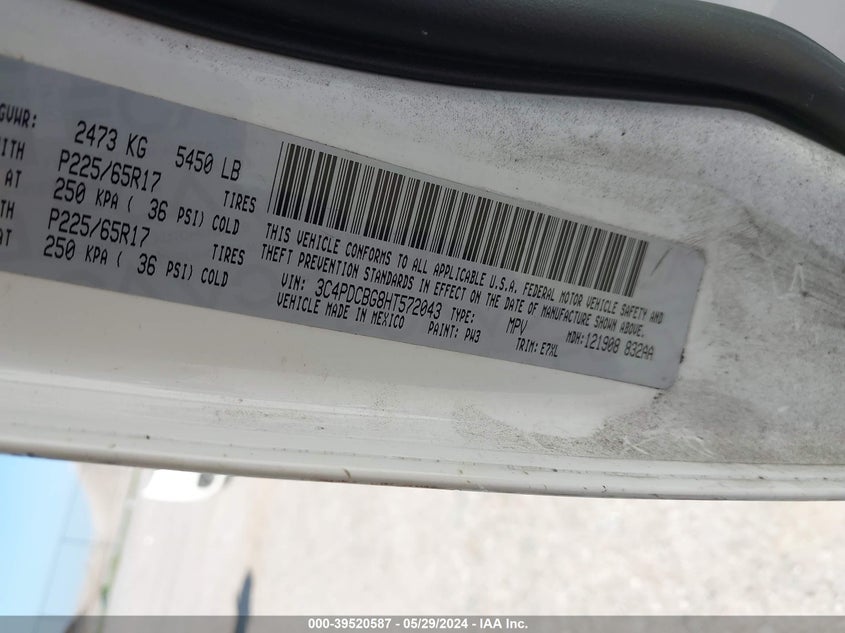 GVWR: 2473 KG 5450 LB
WITH P225/65R17 TIRES
AT 250 KPA ( 36 PSI) COLD
TH P225/65R17 TIRES
AT 250 KPA ( 36 PSI) COLD
THIS VEHICLE CONFORMS TO ALL APPLICABLE U.S.A. FEDERAL MOTOR VEHICLE SAFETY AND
THEFT PREVENTION STANDARDS IN EFFECT ON THE DATE OF MANUFACTURE SHOWN ABOVE.
VIN: 3C4PDCBG8HT572043 TYPE: MPV MDH:121908 832AA
VEHICLE MADE IN MEXICO PAINT: PW3 TRIM: E7XL
000-39520587 - 05/29/2024 - IAA Inc.